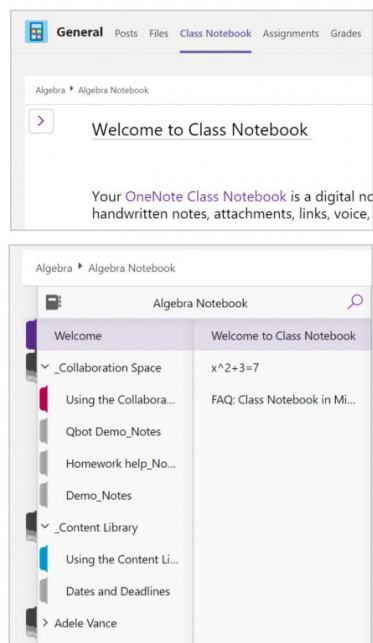 General Posts Files Class Notebook Assignments Grades
Algebra Algebra Notebook
Welcome to Class Notebook
Your OneNote Class Notebook is a digital
handwritten notes, attachments, links, voice,
Algebra Algebra Notebook
Algebra Notebook
Welcome
Welcome to Class Notebook
_Collaboration Space
x^2+3=7
Using the Collabora...
FAQ: Class Notebook in Mi...
Qbot Demo_Notes
Homework help_No...
Demo_Notes
_Content Library
Using the Content Li...
Dates and Deadlines
Adele Vance